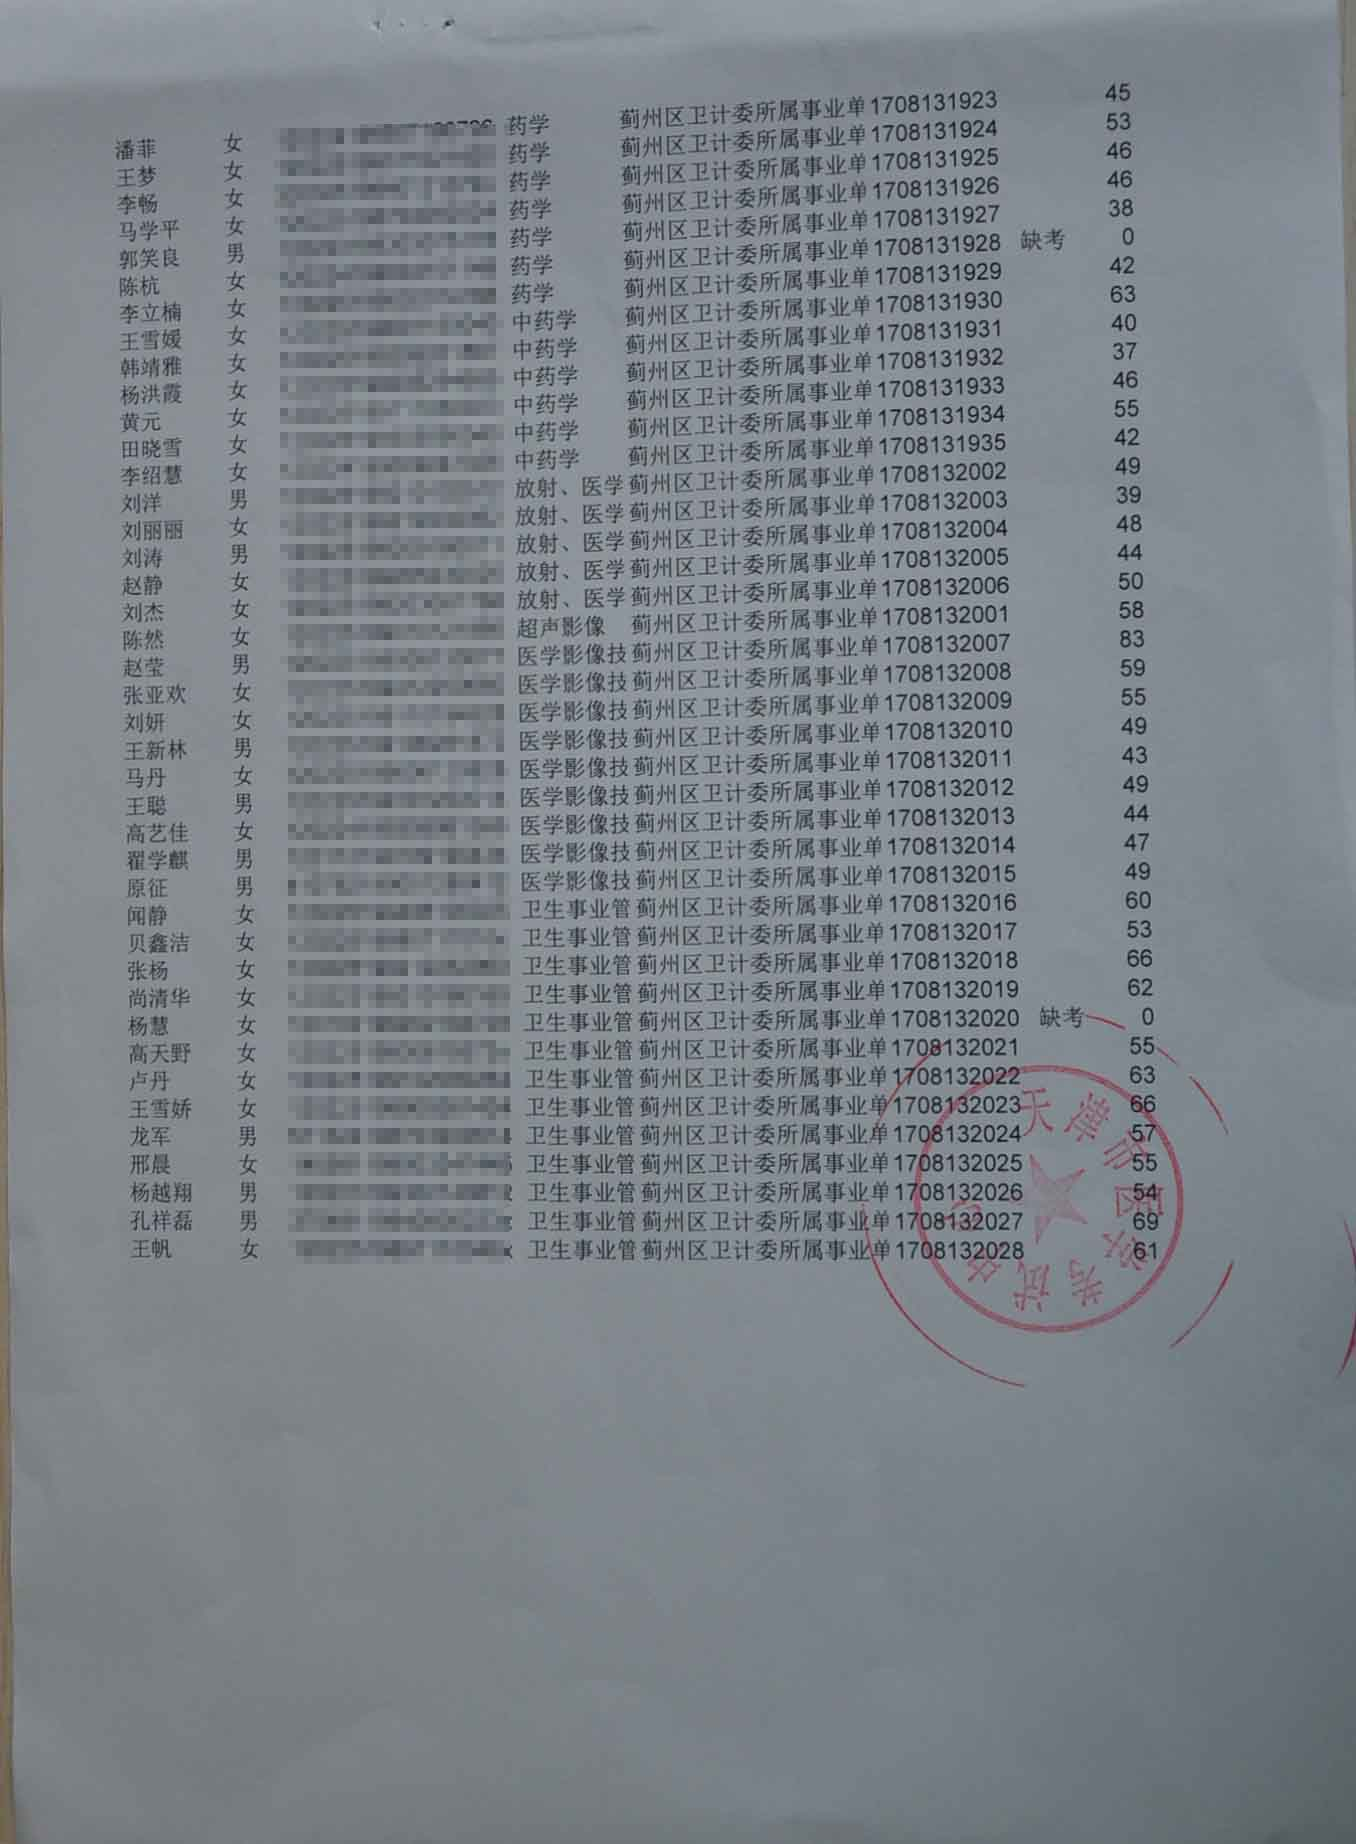 潘菲 女 药学 蓟州区卫计委所属事业单1708131923 45
王梦 女 药学 蓟州区卫计委所属事业单1708131924 53
李畅 女 药学 蓟州区卫计委所属事业单1708131925 46
马学平 女 药学 蓟州区卫计委所属事业单1708131926 46
郭笑良 男 药学 蓟州区卫计委所属事业单1708131927 38
陈杭 女 药学 蓟州区卫计委所属事业单1708131928 缺考 0
李立楠 女 药学 蓟州区卫计委所属事业单1708131929 42
王雪媛 女 中药学 蓟州区卫计委所属事业单1708131930 63
韩靖雅 女 中药学 蓟州区卫计委所属事业单1708131931 40
杨洪霞 女 中药学 蓟州区卫计委所属事业单1708131932 37
黄元 女 中药学 蓟州区卫计委所属事业单1708131933 46
田晓雪 女 中药学 蓟州区卫计委所属事业单1708131934 55
李绍慧 女 中药学 蓟州区卫计委所属事业单1708131935 42
刘洋 男 放射、医学 蓟州区卫计委所属事业单1708132002 49
刘丽丽 女 放射、医学 蓟州区卫计委所属事业单1708132003 39
刘涛 男 放射、医学 蓟州区卫计委所属事业单1708132004 48
赵静 女 放射、医学 蓟州区卫计委所属事业单1708132005 44
刘杰 女 放射、医学 蓟州区卫计委所属事业单1708132006 50
陈然 女 超声影像 蓟州区卫计委所属事业单1708132001 58
赵莹 男 医学影像技 蓟州区卫计委所属事业单1708132007 83
张亚欢 女 医学影像技 蓟州区卫计委所属事业单1708132008 59
刘妍 女 医学影像技 蓟州区卫计委所属事业单1708132009 55
王新林 男 医学影像技 蓟州区卫计委所属事业单1708132010 49
马丹 女 医学影像技 蓟州区卫计委所属事业单1708132011 43
王聪 男 医学影像技 蓟州区卫计委所属事业单1708132012 49
高艺佳 女 医学影像技 蓟州区卫计委所属事业单1708132013 44
翟学麒 男 医学影像技 蓟州区卫计委所属事业单1708132014 47
原征 男 医学影像技 蓟州区卫计委所属事业单1708132015 49
闻静 女 卫生事业管 蓟州区卫计委所属事业单1708132016 60
贝鑫洁 女 卫生事业管 蓟州区卫计委所属事业单1708132017 53
张杨 女 卫生事业管 蓟州区卫计委所属事业单1708132018 66
尚清华 女 卫生事业管 蓟州区卫计委所属事业单1708132019 62
杨慧 女 卫生事业管 蓟州区卫计委所属事业单1708132020 缺考 0
高天野 女 卫生事业管 蓟州区卫计委所属事业单1708132021 55
卢丹 女 卫生事业管 蓟州区卫计委所属事业单1708132022 63
王雪娇 女 卫生事业管 蓟州区卫计委所属事业单1708132023 66
龙军 男 卫生事业管 蓟州区卫计委所属事业单1708132024 57
邢晨 女 卫生事业管 蓟州区卫计委所属事业单1708132025 55
杨越翔 男 卫生事业管 蓟州区卫计委所属事业单1708132026 54
孔祥磊 男 卫生事业管 蓟州区卫计委所属事业单1708132027 69
王帆 女 卫生事业管 蓟州区卫计委所属事业单1708132028 61
天津市医学考试中心